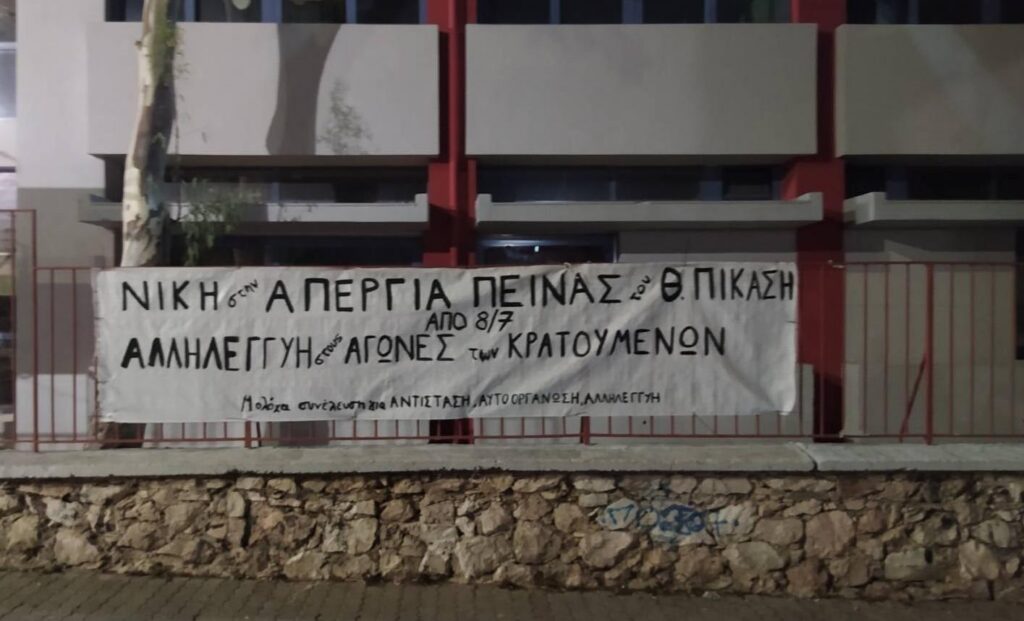 ΝΙΚΗ στην ΑΠΕΡΓΙΑ ΠΕΙΝΑΣ του Θ. ΠΙΚΑΣΗ
ΑΠΟ 8/7
ΑΛΛΗΛΕΓΓΥΗ στους ΑΓΩΝΕΣ των ΚΡΑΤΟΥΜΕΝΩΝ
Μολόχα συνέλευση για ΑΝΤΙΣΤΑΣΗ, ΑΥΤΟΟΡΓΑΝΩΣΗ, ΑΛΛΗΛΕΓΓΥΗ